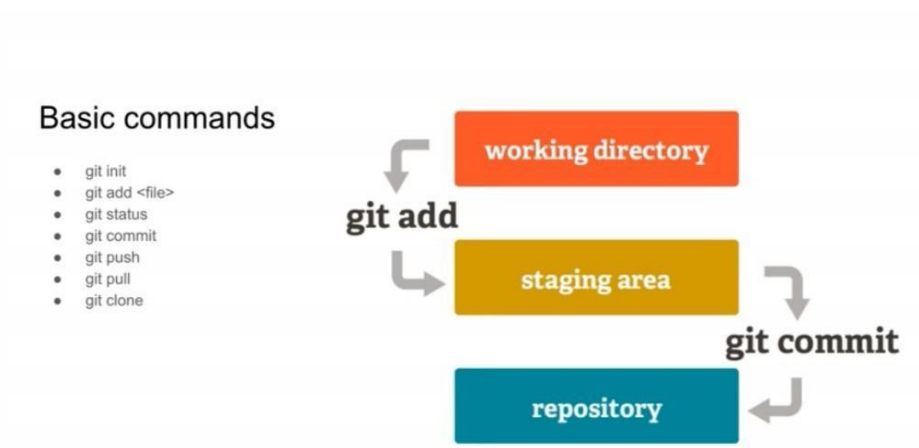 Basic commands
git init
git add <file>
git status
git commit
git push
git pull
git clone
working directory
git add
staging area
git commit
repository